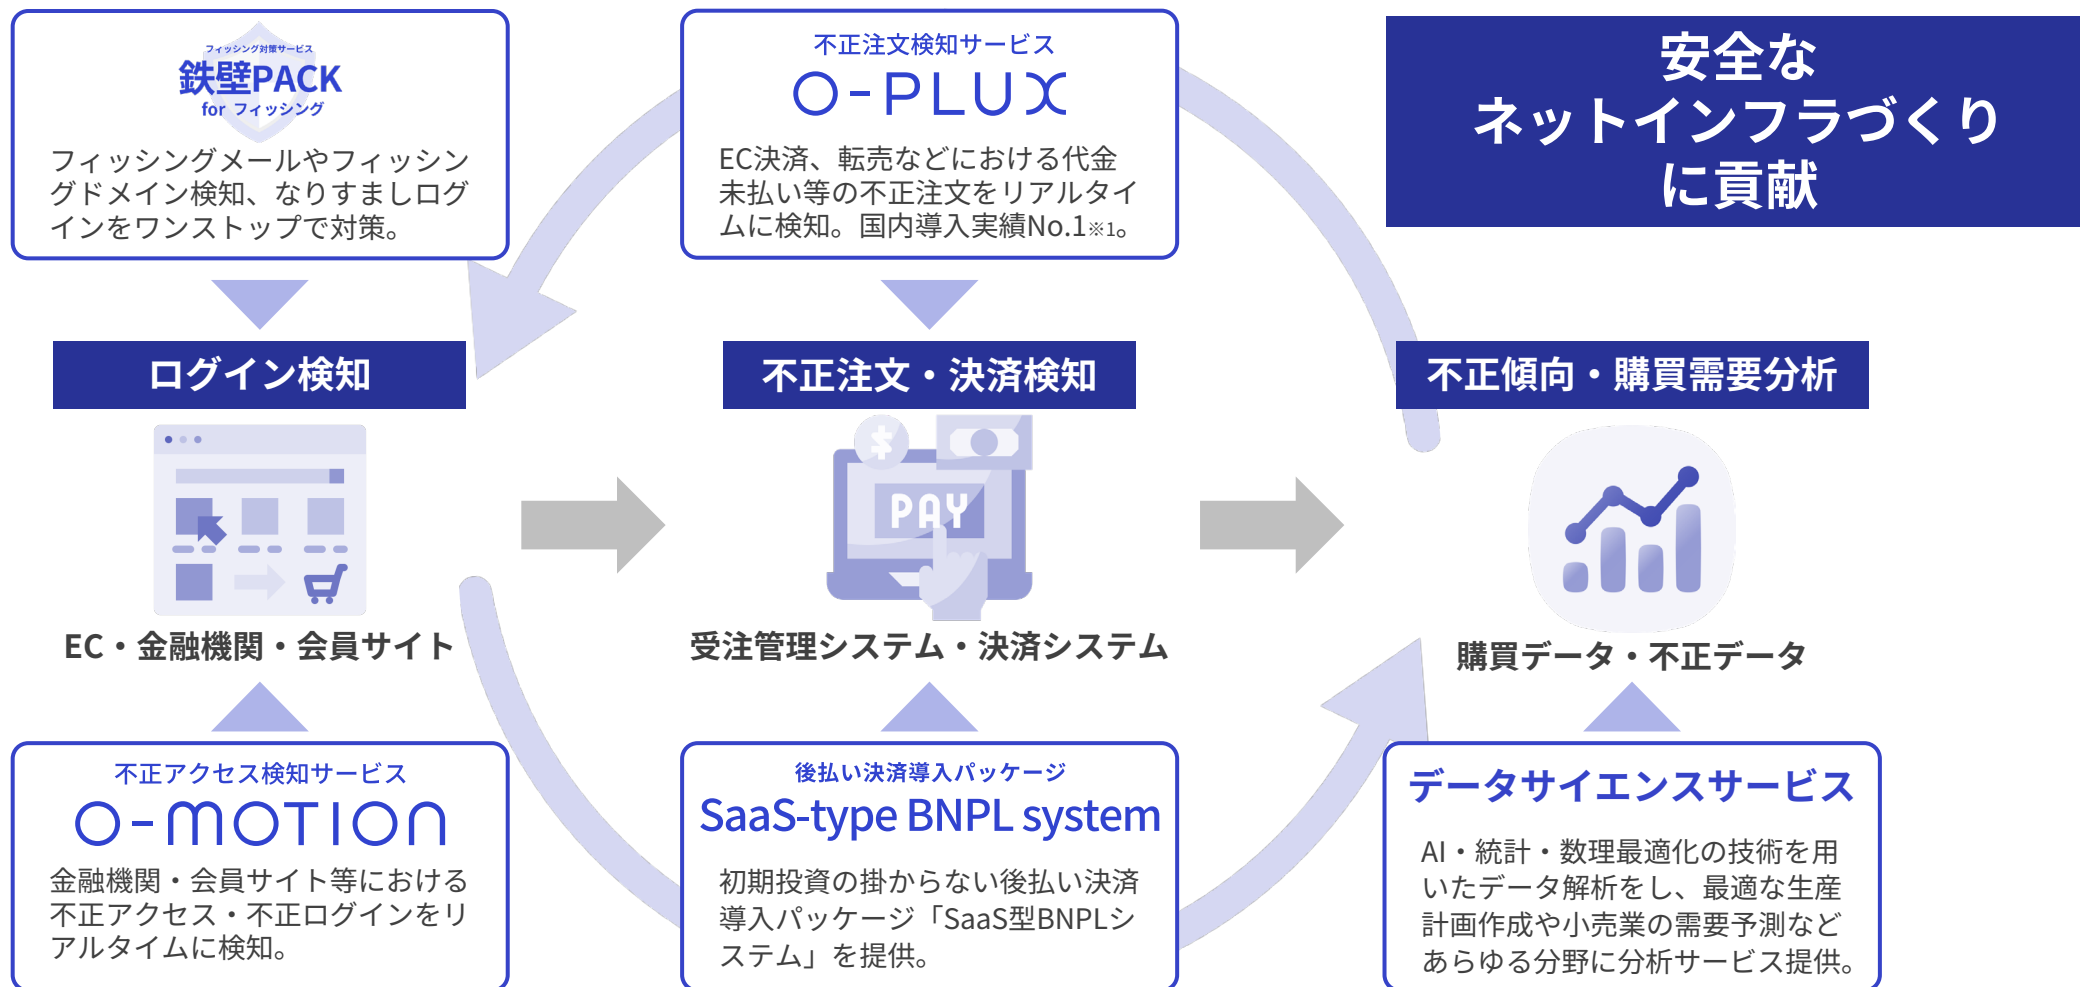 フィッシング対策サービス
鉄壁PACK
for フィッシング
フィッシングメールやフィッシン
グドメイン検知、なりすましログ
インをワンストップで対策。
不正注文検知サービス
O-PLUX
EC決済、転売などにおける代金
未払い等の不正注文をリアルタイ
ムに検知。国内導入実績No.1※1。
安全な
ネットインフラづくり
に貢献
ログイン検知
不正注文・決済検知
不正傾向・購買需要分析
PAY
EC・金融機関・会員サイト
受注管理システム・決済システム
購買データ・不正データ
不正アクセス検知サービス
O-MOTION
金融機関・会員サイト等における
不正アクセス・不正ログインをリ
アルタイムに検知。
後払い決済導入パッケージ
SaaS-type BNPL system
初期投資の掛からない後払い決済
導入パッケージ「SaaS型BNPLシ
ステム」を提供。
データサイエンスサービス
AI・統計・数理最適化の技術を用
いたデータ解析をし、最適な生産
計画作成や小売業の需要予測など
あらゆる分野に分析サービス提供。